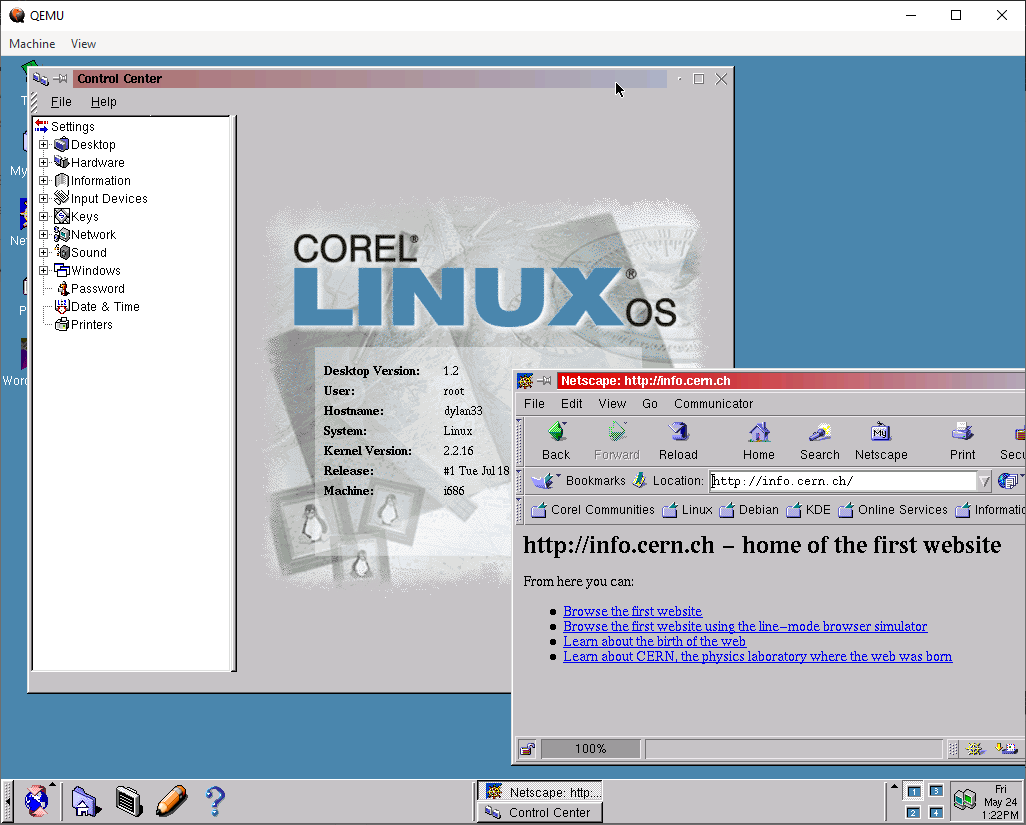 QEMU
Machine View
Control Center
File Help
Settings
Desktop
Hardware
Information
Input Devices
Keys
Network
Sound
Windows
Password
Date & Time
Printers
My
Net
P
Word
COREL®
LINUX®
OS
Desktop Version: 1.2
User: root
Hostname: dylan33
System: Linux
Kernel Version: 2.2.16
Release: #1 Tue Jul 18
Machine: i686
Netscape: http://info.cern.ch
File Edit View Go Communicator
Back Forward Reload Home Search Netscape Print Secu
My
Bookmarks Location: http://info.cern.ch/
Corel Communities Linux Debian KDE Online Services Informatio
http://info.cern.ch – home of the first website
From here you can:
• Browse the first website
• Browse the first website using the line–mode browser simulator
• Learn about the birth of the web
• Learn about CERN, the physics laboratory where the web was born
100%
Netscape: http:...
Control Center
1 3
2 4
Fri
May 24
1:22PM